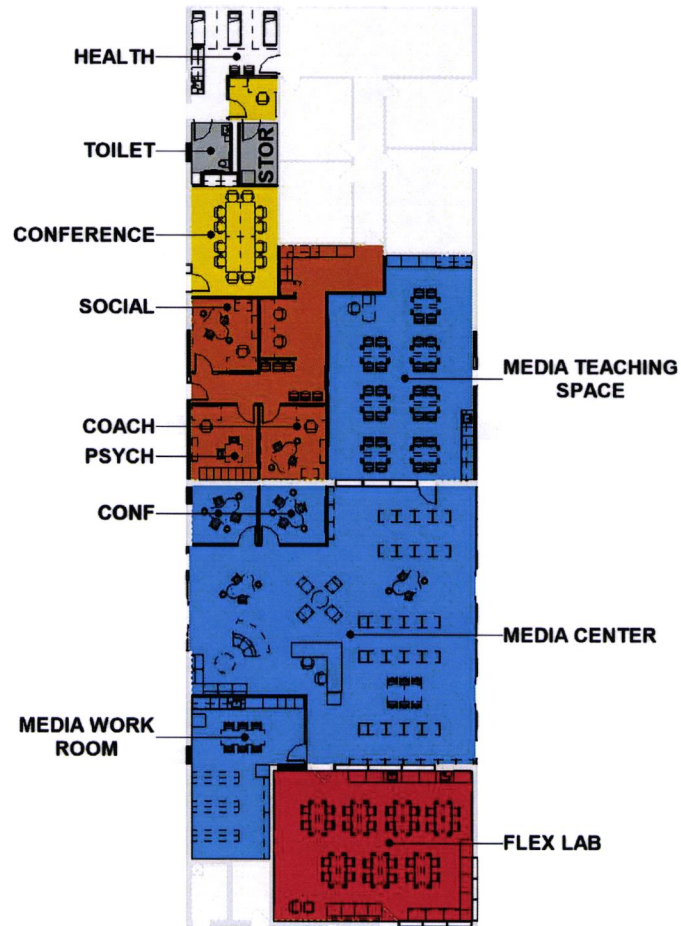 HEALTH
TOILET
STOR
CONFERENCE
SOCIAL
MEDIA TEACHING
SPACE
COACH
PSYCH
CONF
MEDIA CENTER
MEDIA WORK
ROOM
FLEX LAB